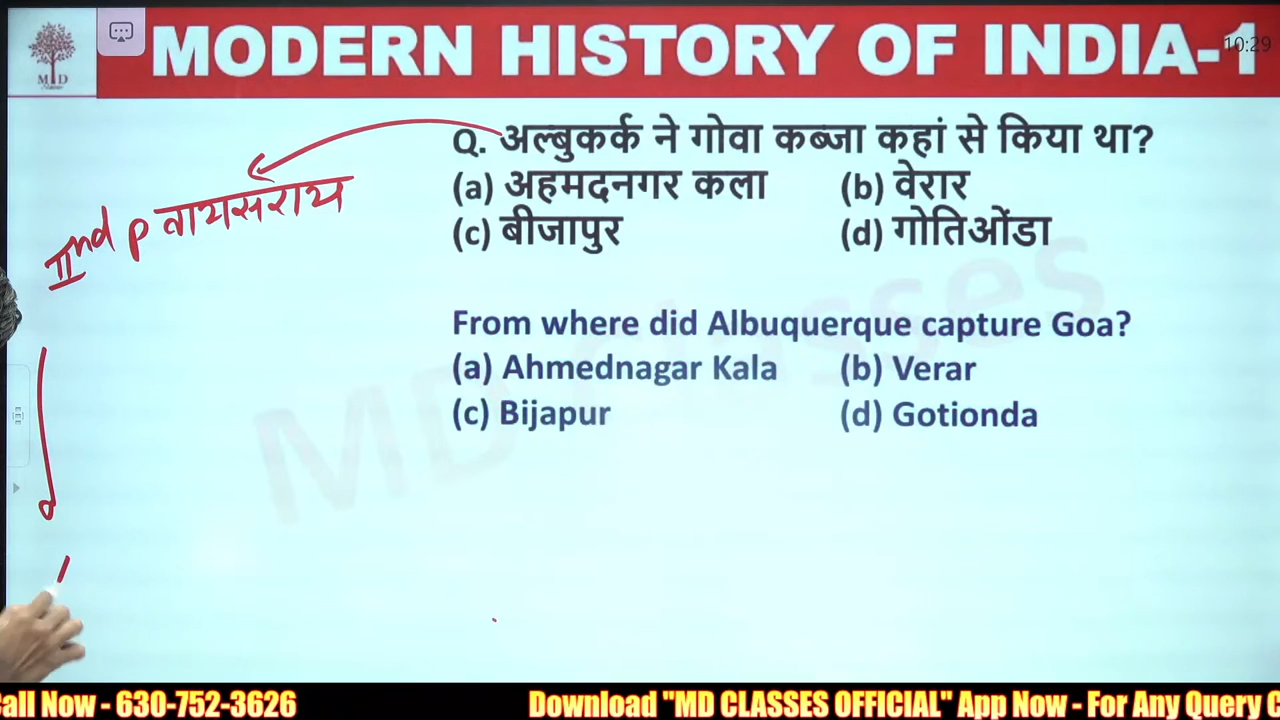 MODERN HISTORY OF INDIA-1
10:29
MD
Q. अल्बुकर्क ने गोवा कब्जा कहां से किया था?
(a) अहमदनगर कला (b) वेरार
(c) बीजापुर (d) गोतिओंडा
IInd p वायसराय
From where did Albuquerque capture Goa?
(a) Ahmednagar Kala (b) Verar
(c) Bijapur (d) Gotionda
MD Classes
Call Now - 630-752-3626 Download "MD CLASSES OFFICIAL" App Now - For Any Query C